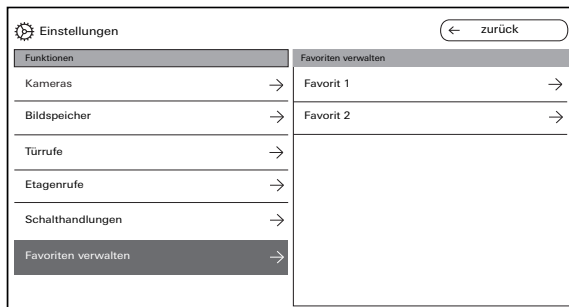 Einstellungen
← zurück
Funktionen
Kameras
Bildspeicher
Türrufe
Etagenrufe
Schalthandlungen
Favoriten verwalten
Favoriten verwalten
Favorit 1
Favorit 2